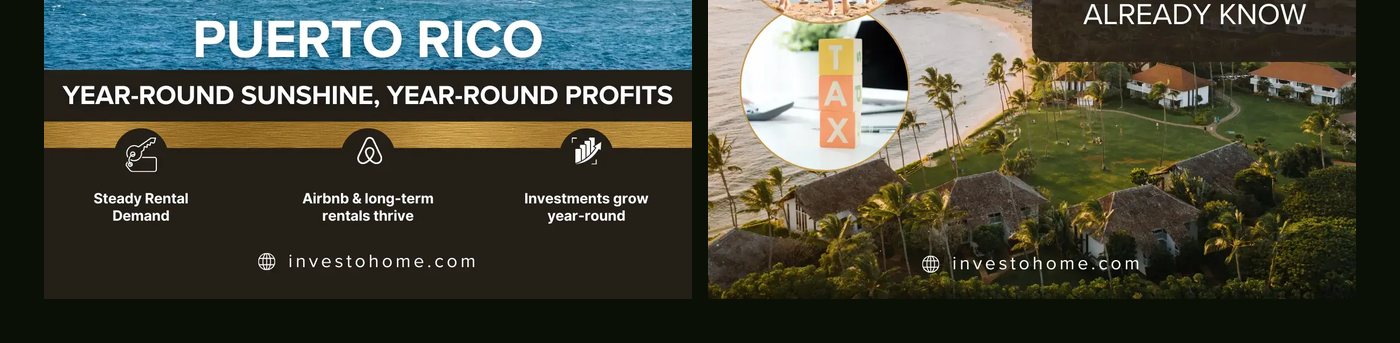 PUERTO RICO
YEAR-ROUND SUNSHINE, YEAR-ROUND PROFITS
Steady Rental
Demand
Airbnb & long-term
rentals thrive
Investments grow
year-round
investohome.com
ALREADY KNOW
T
A
X
investohome.com